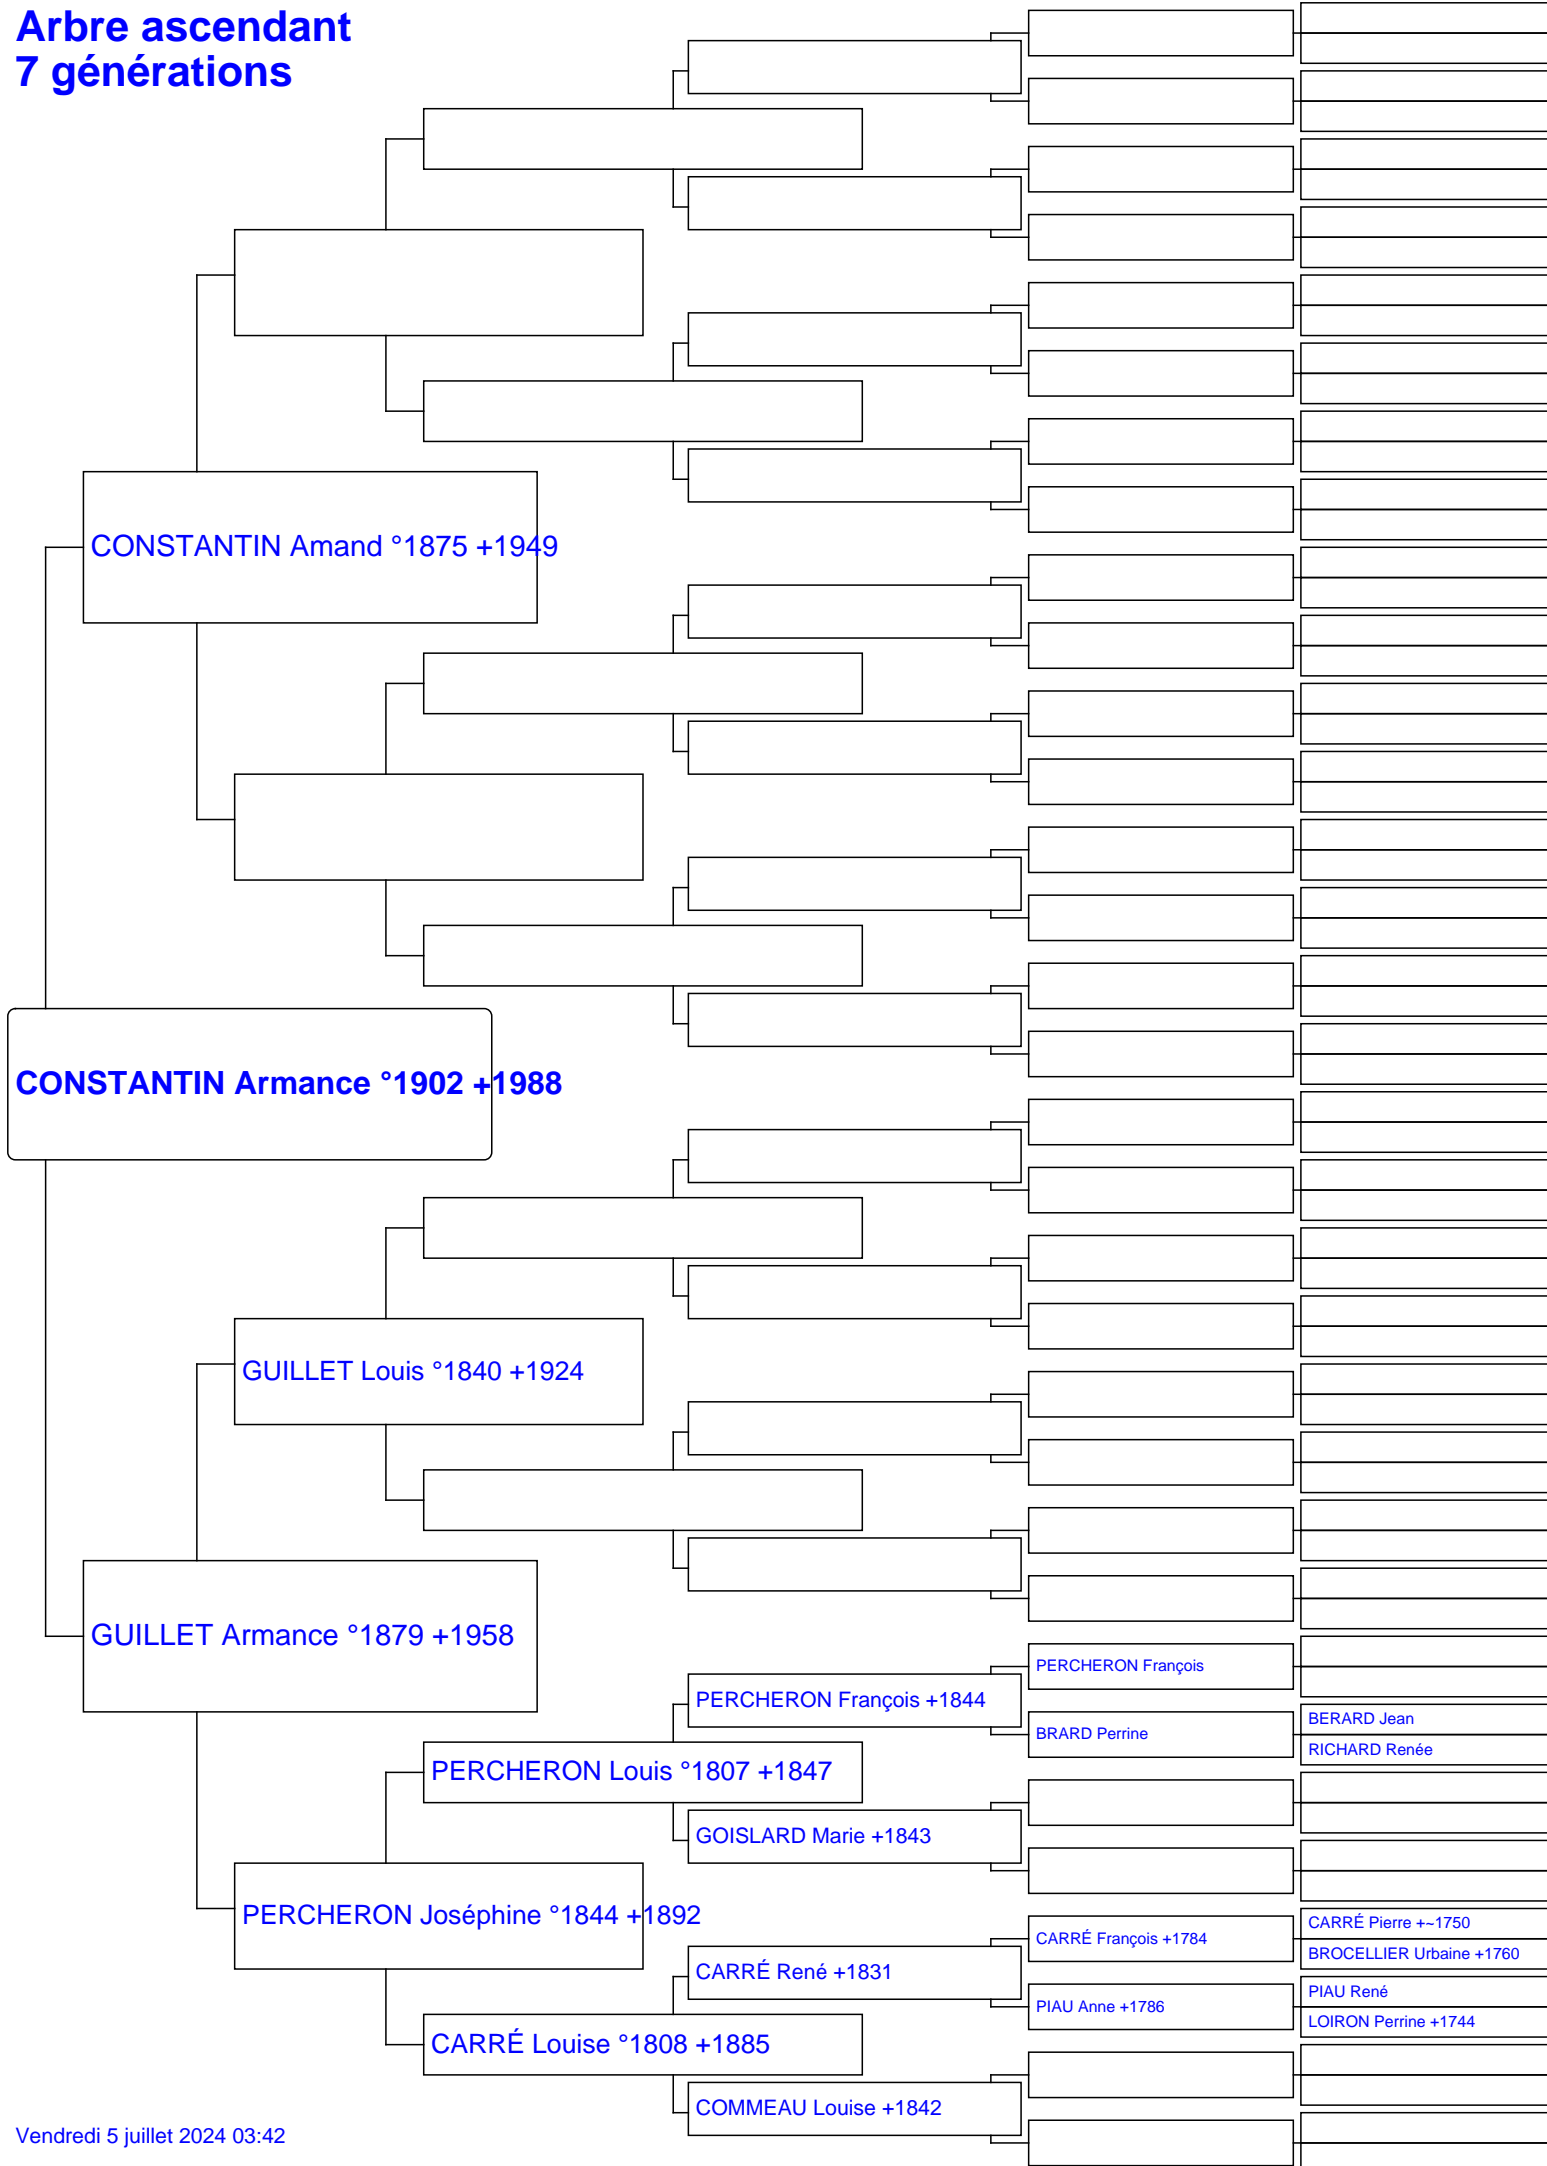 Arbre ascendant
7 générations
CONSTANTIN Amand °1875 +1949
CONSTANTIN Armance °1902 +1988
GUILLET Louis °1840 +1924
GUILLET Armance °1879 +1958
PERCHERON François
PERCHERON François +1844
BERARD Jean
BRARD Perrine
RICHARD Renée
PERCHERON Louis °1807 +1847
GOISLARD Marie +1843
PERCHERON Joséphine °1844 +1892
CARRÉ Pierre +~1750
CARRÉ François +1784
BROCELLIER Urbaine +1760
CARRÉ René +1831
PIAU René
PIAU Anne +1786
LOIRON Perrine +1744
CARRÉ Louise °1808 +1885
COMMEAU Louise +1842
Vendredi 5 juillet 2024 03:42